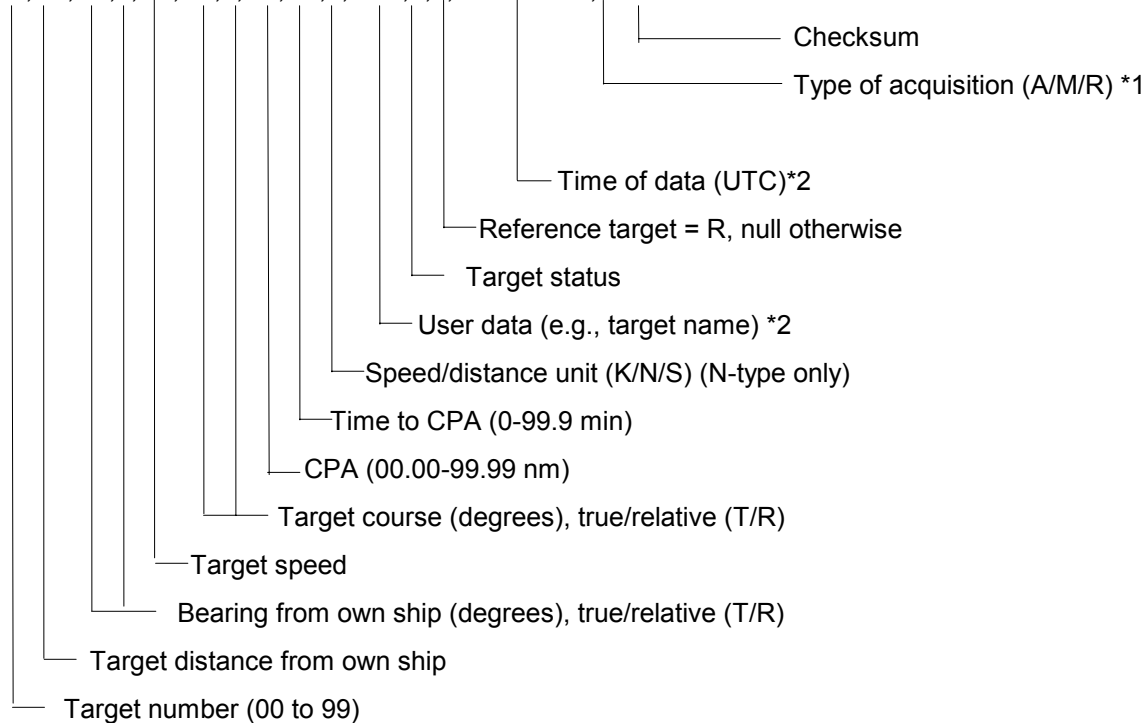 Checksum
Type of acquisition (A/M/R) *1
Time of data (UTC)*2
Reference target = R, null otherwise
Target status
User data (e.g., target name) *2
Speed/distance unit (K/N/S) (N-type only)
Time to CPA (0-99.9 min)
CPA (00.00-99.99 nm)
Target course (degrees), true/relative (T/R)
Target speed
Bearing from own ship (degrees), true/relative (T/R)
Target distance from own ship
Target number (00 to 99)